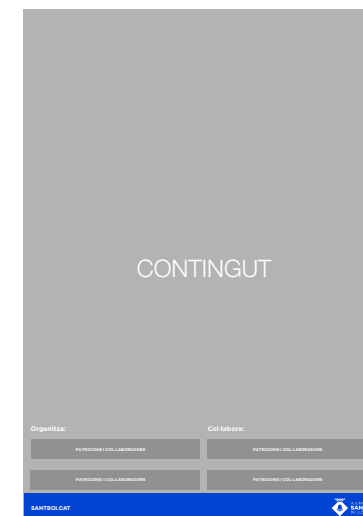 CONTINGUT
Organitza: Col·labora:
PATROCINIS I COL·LABORADORS PATROCINIS I COL·LABORADORS
PATROCINIS I COL·LABORADORS PATROCINIS I COL·LABORADORS
SANTBOI.CAT